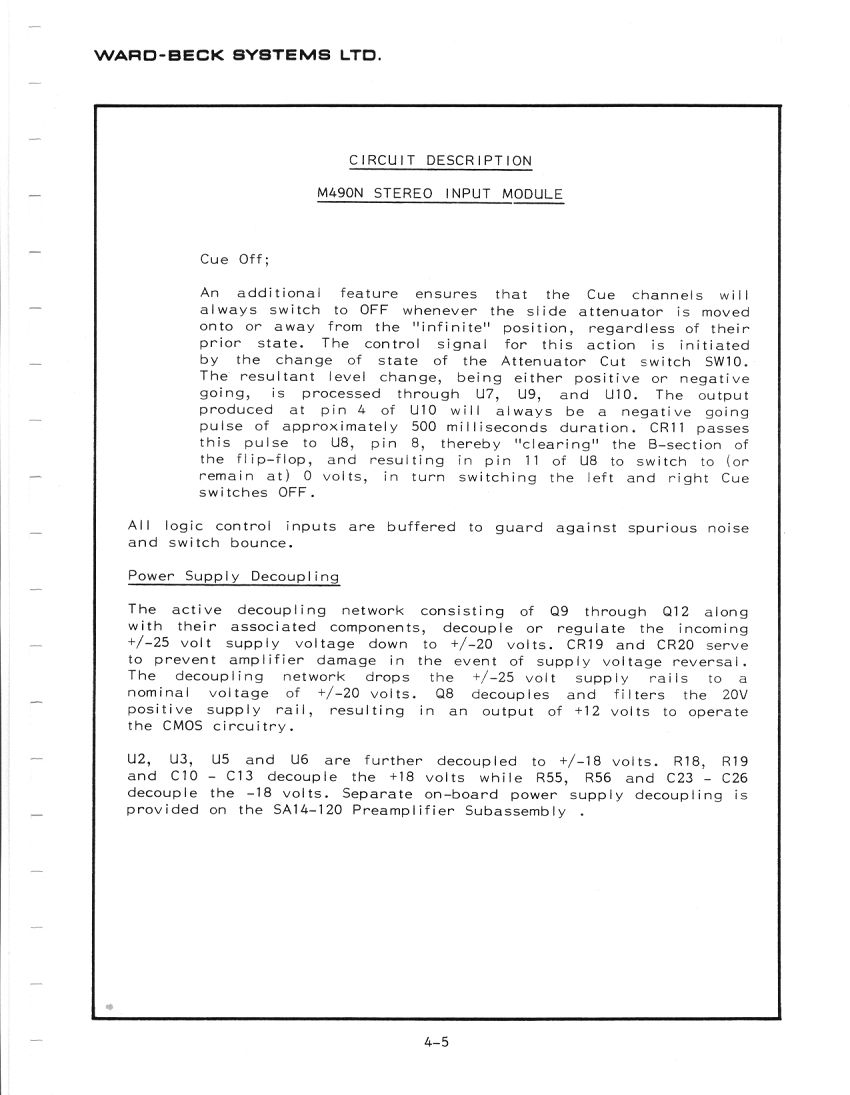 WARD-BECK SYSTEMS LTD.
CIRCUIT DESCRIPTION
M490N STEREO INPUT MODULE
Cue Off;
An additional feature ensures that the Cue channels will
always switch to OFF whenever the slide attenuator is moved
onto or away from the "infinite" position, regardless of their
prior state. The control signal for this action is initiated
by the change of state of the Attenuator Cut switch SW10.
The resultant level change, being either positive or negative
going, is processed through U7, U9, and U10. The output
produced at pin 4 of U10 will always be a negative going
pulse of approximately 500 milliseconds duration. CR11 passes
this pulse to U8, pin 8, thereby "clearing" the B-section of
the flip-flop, and resulting in pin 11 of U8 to switch to (or
remain at) 0 volts, in turn switching the left and right Cue
switches OFF.
All logic control inputs are buffered to guard against spurious noise
and switch bounce.
Power Supply Decoupling
The active decoupling network consisting of Q9 through Q12 along
with their associated components, decouple or regulate the incoming
+/-25 volt supply voltage down to +/-20 volts. CR19 and CR20 serve
to prevent amplifier damage in the event of supply voltage reversal.
The decoupling network drops the +/-25 volt supply rails to a
nominal voltage of +/-20 volts. Q8 decouples and filters the 20V
positive supply rail, resulting in an output of +12 volts to operate
the CMOS circuitry.
U2, U3, U5 and U6 are further decoupled to +/-18 volts. R18, R19
and C10 - C13 decouple the +18 volts while R55, R56 and C23 - C26
decouple the -18 volts. Separate on-board power supply decoupling is
provided on the SA14-120 Preamplifier Subassembly .
4-5